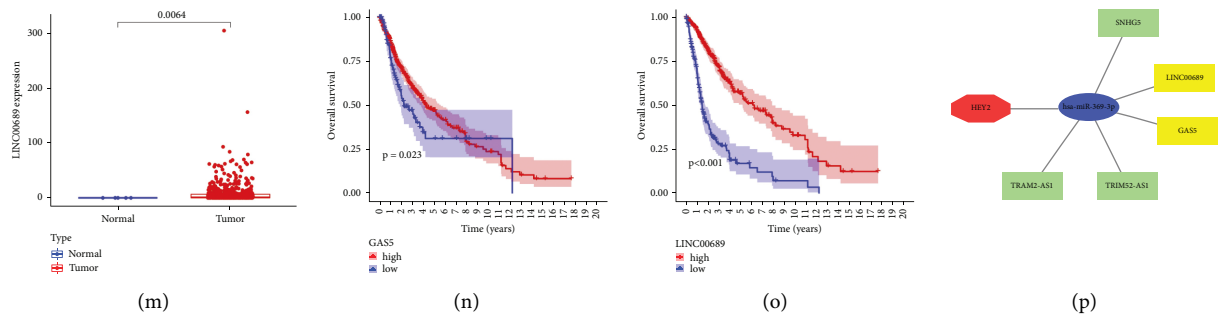 0.0064
LINC00689 expression
300
200
100
0
Normal
Tumor
Type
Normal
Tumor
(m)
Overall survival
1.00
0.75
0.50
0.25
0.00
p = 0.023
0 1 2 3 4 5 6 7 8 9 10 11 12 13 14 15 16 17 18 19 20
Time (years)
GAS5
high
low
(n)
Overall survival
1.00
0.75
0.50
0.25
0.00
p<0.001
0 1 2 3 4 5 6 7 8 9 10 11 12 13 14 15 16 17 18 19 20
Time (years)
LINC00689
high
low
(o)
SNHG5
LINC00689
HEY2
hsa-miR-369-3p
GAS5
TRAM2-AS1
TRIM52-AS1
(p)